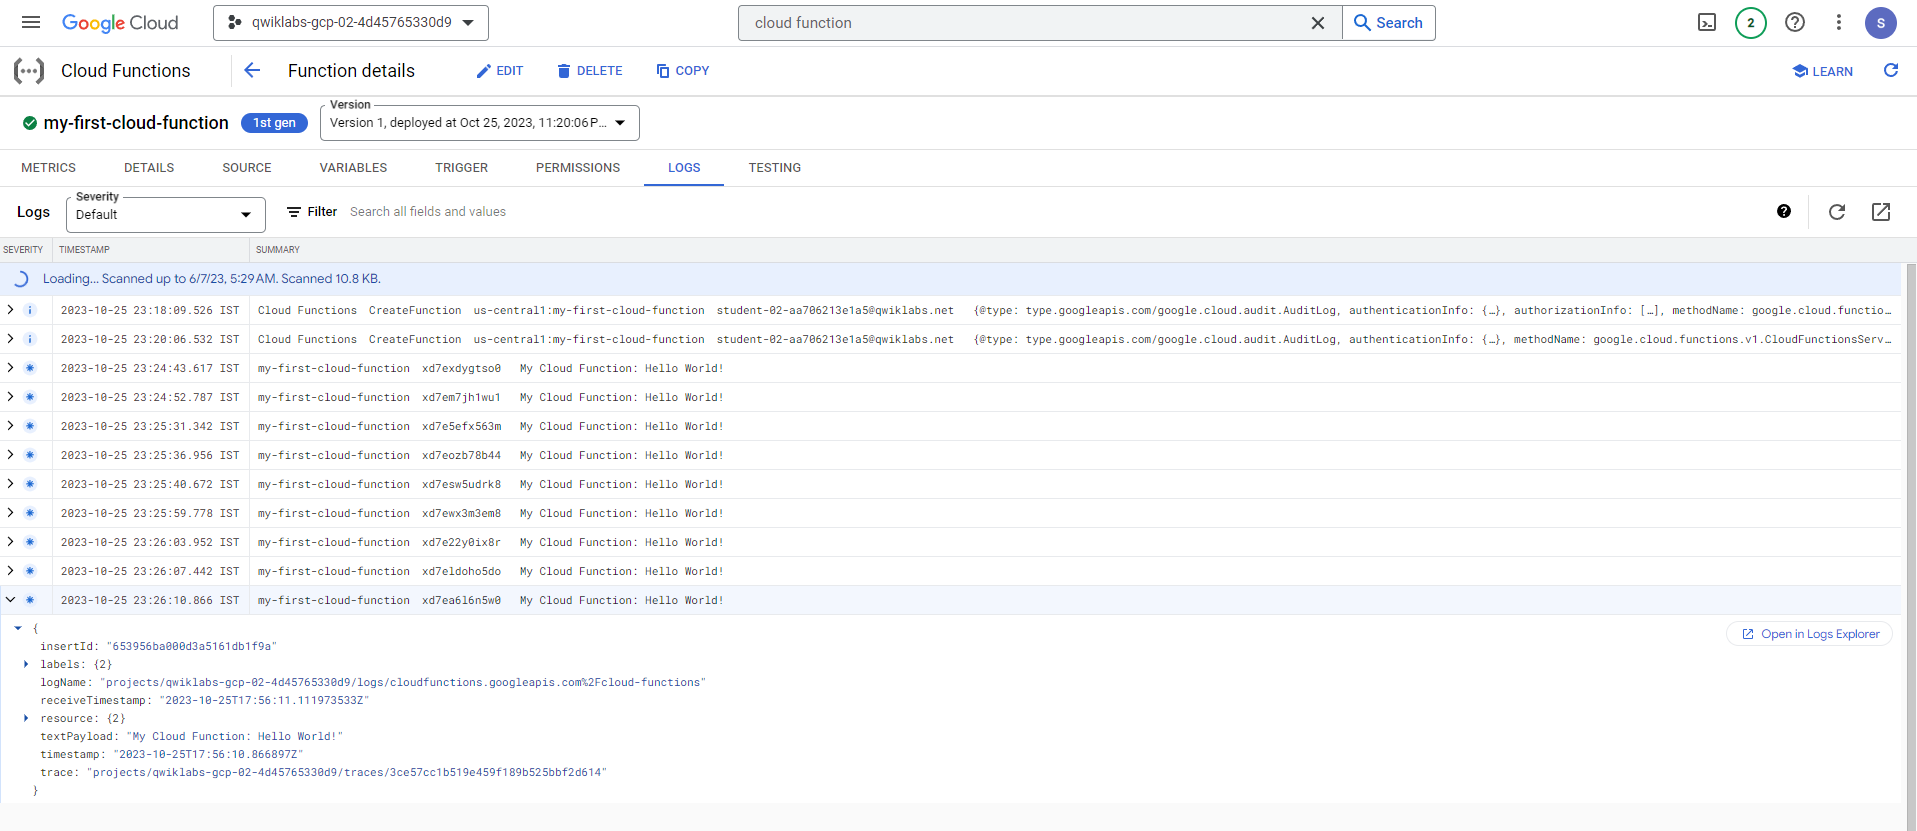 Google Cloud qwiklabs-gcp-02-4d45765330d9 cloud function Search 2 S
Cloud Functions Function details EDIT DELETE COPY LEARN
Version
my-first-cloud-function 1st gen Version 1, deployed at Oct 25, 2023, 11:20:06 P...
METRICS DETAILS SOURCE VARIABLES TRIGGER PERMISSIONS LOGS TESTING
Severity
Logs Default Filter Search all fields and values
SEVERITY TIMESTAMP SUMMARY
Loading... Scanned up to 6/7/23, 5:29 AM. Scanned 10.8 KB.
2023-10-25 23:18:09.526 IST Cloud Functions CreateFunction us-central1:my-first-cloud-function student-02-aa706213e1a5@qwiklabs.net {@type: type.googleapis.com/google.cloud.audit.AuditLog, authenticationInfo: {…}, authorizationInfo: […], methodName: google.cloud.functio…
2023-10-25 23:20:06.532 IST Cloud Functions CreateFunction us-central1:my-first-cloud-function student-02-aa706213e1a5@qwiklabs.net {@type: type.googleapis.com/google.cloud.audit.AuditLog, authenticationInfo: {…}, methodName: google.cloud.functions.v1.CloudFunctionsServ…
2023-10-25 23:24:43.617 IST my-first-cloud-function xd7exdygtso0 My Cloud Function: Hello World!
2023-10-25 23:24:52.787 IST my-first-cloud-function xd7em7jh1wu1 My Cloud Function: Hello World!
2023-10-25 23:25:31.342 IST my-first-cloud-function xd7e5efx563m My Cloud Function: Hello World!
2023-10-25 23:25:36.956 IST my-first-cloud-function xd7eozb78b44 My Cloud Function: Hello World!
2023-10-25 23:25:40.672 IST my-first-cloud-function xd7esw5udrk8 My Cloud Function: Hello World!
2023-10-25 23:25:59.778 IST my-first-cloud-function xd7ewx3m3em8 My Cloud Function: Hello World!
2023-10-25 23:26:03.952 IST my-first-cloud-function xd7e22y0ix8r My Cloud Function: Hello World!
2023-10-25 23:26:07.442 IST my-first-cloud-function xd7eldoho5do My Cloud Function: Hello World!
2023-10-25 23:26:10.866 IST my-first-cloud-function xd7ea6l6n5w0 My Cloud Function: Hello World!
{ Open in Logs Explorer
insertId: "653956ba000d3a5161db1f9a"
labels: {2}
logName: "projects/qwiklabs-gcp-02-4d45765330d9/logs/cloudfunctions.googleapis.com%2Fcloud-functions"
receiveTimestamp: "2023-10-25T17:56:11.111973533Z"
resource: {2}
textPayload: "My Cloud Function: Hello World!"
timestamp: "2023-10-25T17:56:10.866897Z"
trace: "projects/qwiklabs-gcp-02-4d45765330d9/traces/3ce57cc1b519e459f189b525bbf2d614"
}